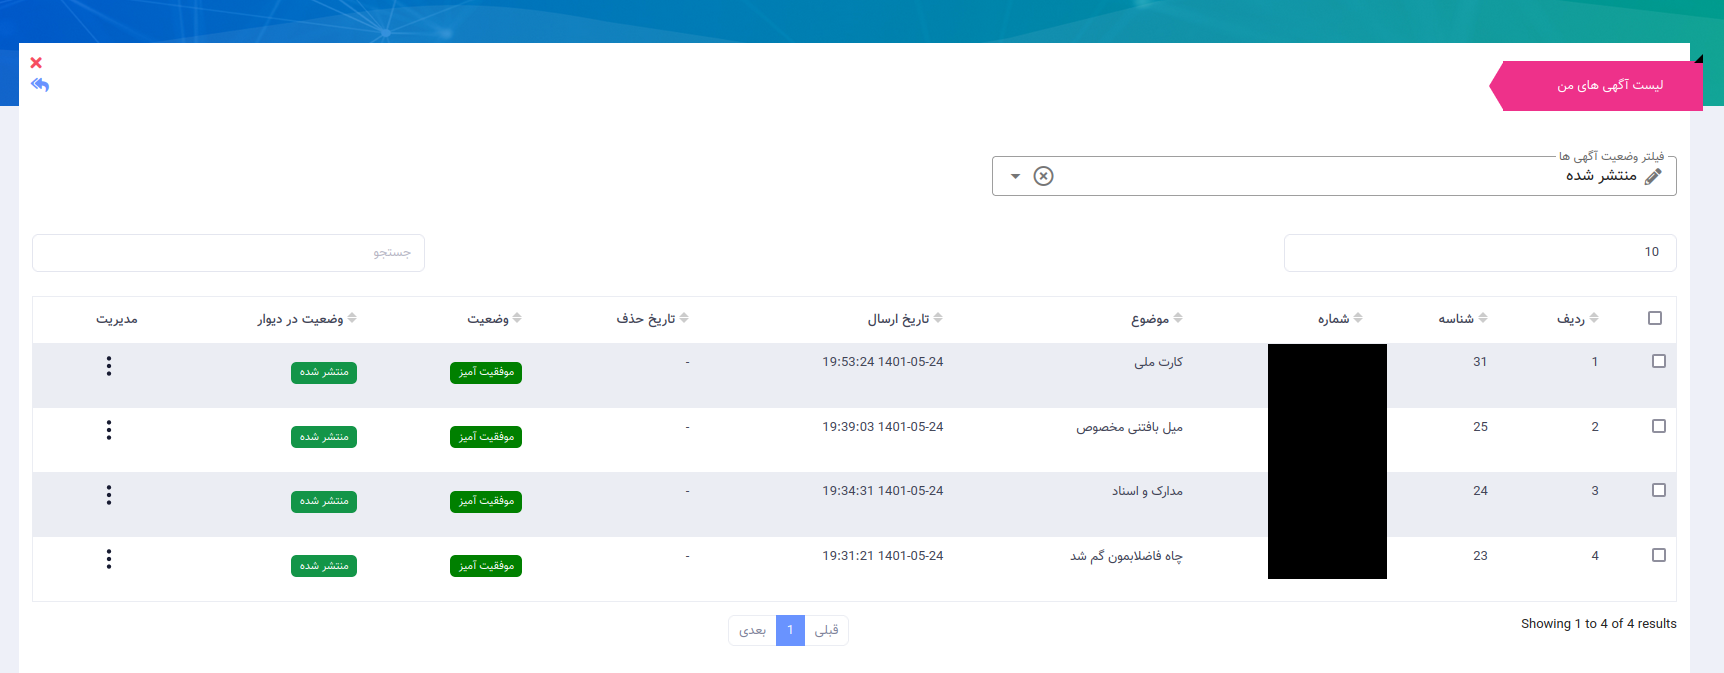 لیست آگهی های من
فیلتر وضعیت آگهی ها
منتشر شده
10
جستجو
ردیف شناسه شماره موضوع تاریخ ارسال تاریخ حذف وضعیت وضعیت در دیوار مدیریت
1 31 کارت ملی 1401-05-24 19:53:24 - موفقیت آمیز منتشر شده
2 25 میل بافتنی مخصوص 1401-05-24 19:39:03 - موفقیت آمیز منتشر شده
3 24 مدارک و اسناد 1401-05-24 19:34:31 - موفقیت آمیز منتشر شده
4 23 چاه فاضلابمون گم شد 1401-05-24 19:31:21 - موفقیت آمیز منتشر شده
Showing 1 to 4 of 4 results
قبلی 1 بعدی